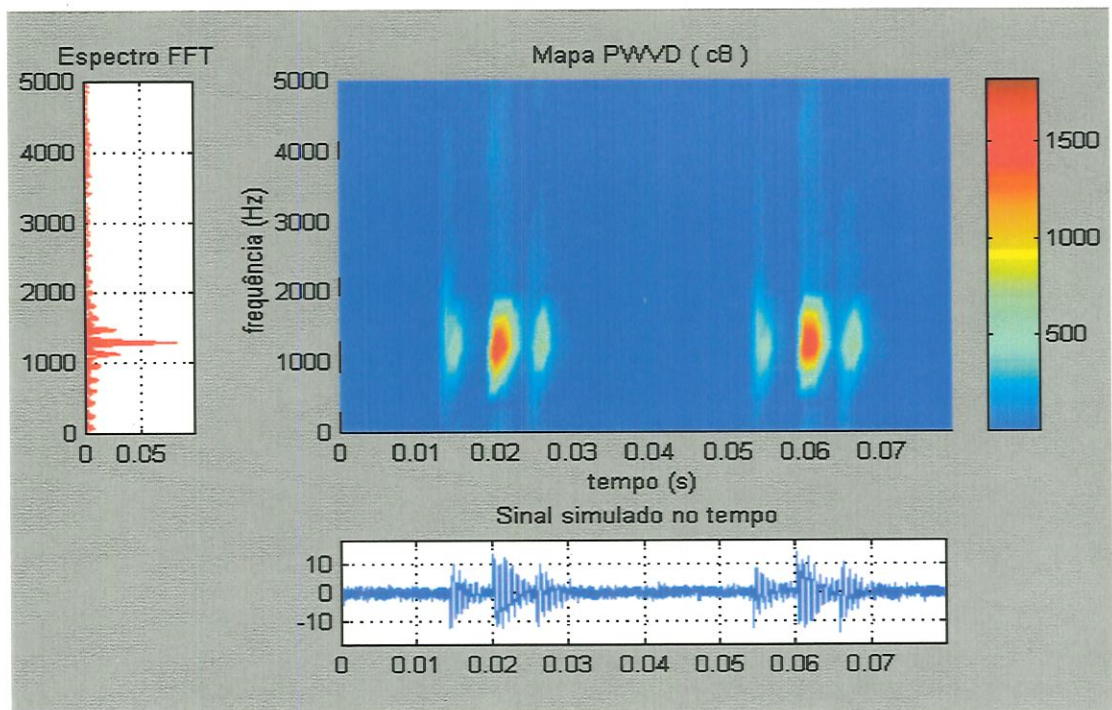 Espectro FFT
5000
4000
3000
2000
1000
0
0 0.05
Mapa PWVD ( c8 )
frequência (Hz)
5000
4000
3000
2000
1000
0
0 0.01 0.02 0.03 0.04 0.05 0.06 0.07
tempo (s)
1500
1000
500
Sinal simulado no tempo
10
0
-10
0 0.01 0.02 0.03 0.04 0.05 0.06 0.07